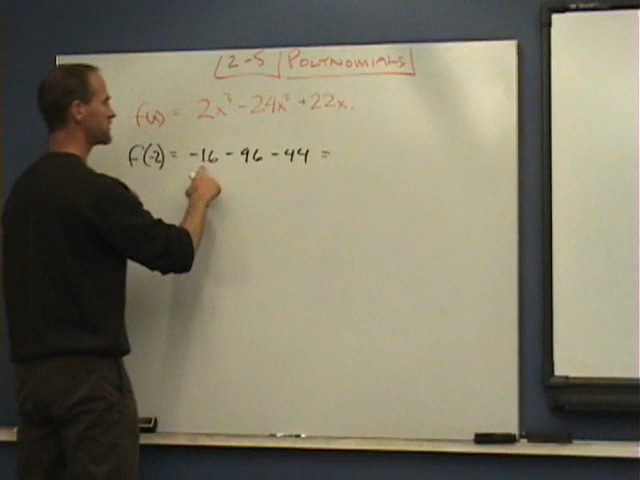 2-5 POLYNOMIALS
f(x) = 2x³ - 24x² + 22x.
f(-2) = -16 - 96 - 44 =